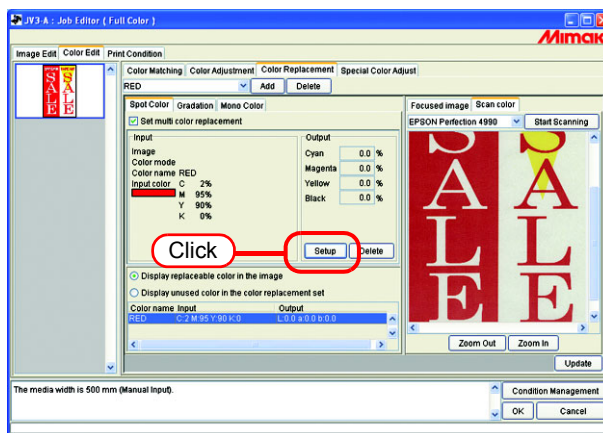 JV3-A : Job Editor ( Full Color )
Mimaki
Image Edit Color Edit Print Condition
Color Matching Color Adjustment Color Replacement Special Color Adjust
RED Add Delete
Spot Color Gradation Mono Color
Focused image Scan color
Set multi color replacement
EPSON Perfection 4990 Start Scanning
Input
Output
Image
Color mode
Color name RED
Input color C 2%
M 95%
Y 90%
K 0%
Cyan 0.0 %
Magenta 0.0 %
Yellow 0.0 %
Black 0.0 %
Click
Setup Delete
Display replaceable color in the image
Display unused color in the color replacement set
Color name Input Output
RED C:2 M:95 Y:90 K:0 L:0.0 a:0.0 b:0.0
SALE SALE
SALE SALE
Zoom Out Zoom In
Update
The media width is 500 mm (Manual Input).
Condition Management
OK Cancel